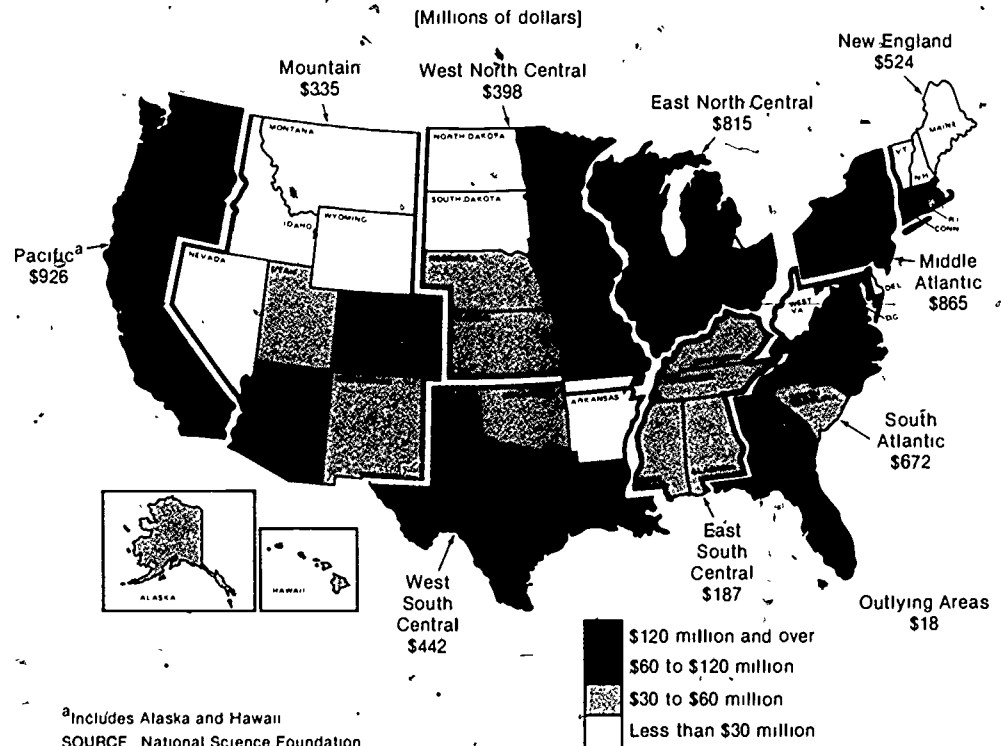 [Millions of dollars]
New England
$524
Mountain
$335
West North Central
$398
East North Central
$815
MONTANA
NORTH DAKOTA
MAINE
VT
NH
SOUTH DAKOTA
WYOMING
IDAHO
RI
CONN
Pacificᵃ
$926
NEVADA
UTAH
Middle
Atlantic
$865
DEL
WEST
VA
DC
ARKANSAS
South
Atlantic
$672
East
South
Central
$187
ALASKA
HAWAII
West
South
Central
$442
Outlying Areas
$18
$120 million and over
$60 to $120 million
$30 to $60 million
Less than $30 million
ᵃIncludes Alaska and Hawaii
SOURCE National Science Foundation